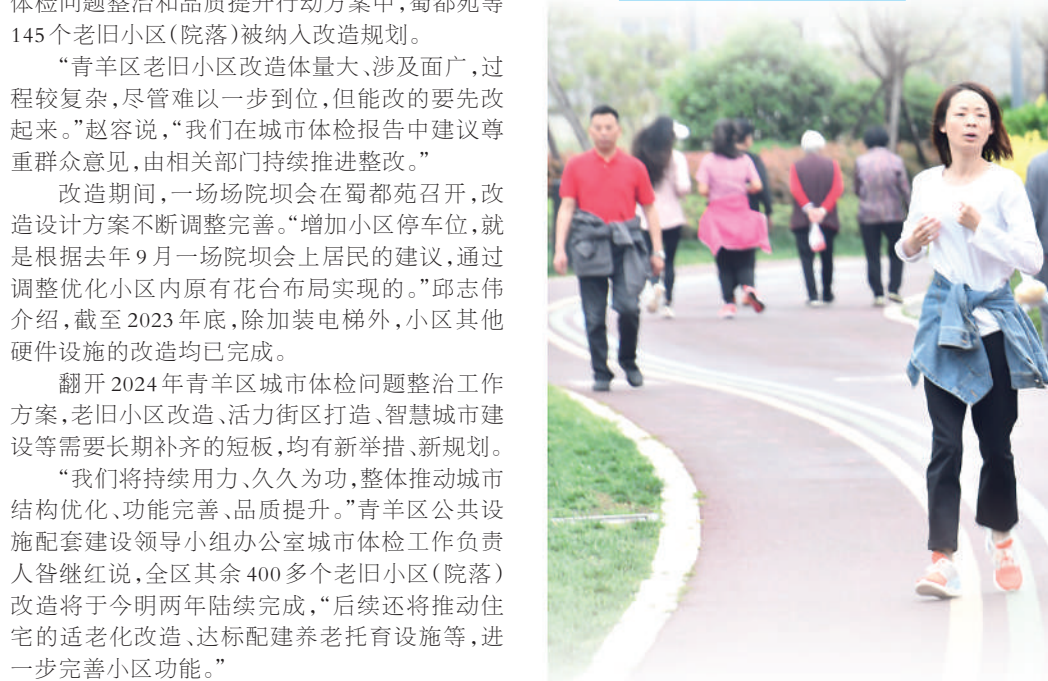 体检问题整治和品质提升行动方案中,蜀都苑等
145个老旧小区(院落)被纳入改造规划。
“青羊区老旧小区改造体量大、涉及面广,过
程较复杂,尽管难以一步到位,但能改的要先改
起来。”赵容说,“我们在城市体检报告中建议尊
重群众意见,由相关部门持续推进整改。”
改造期间,一场场院坝会在蜀都苑召开,改
造设计方案不断调整完善。“增加小区停车位,就
是根据去年9月一场院坝会上居民的建议,通过
调整优化小区内原有花台布局实现的。”邱志伟
介绍,截至2023年底,除加装电梯外,小区其他
硬件设施的改造均已完成。
翻开2024年青羊区城市体检问题整治工作
方案,老旧小区改造、活力街区打造、智慧城市建
设等需要长期补齐的短板,均有新举措、新规划。
“我们将持续用力、久久为功,整体推动城市
结构优化、功能完善、品质提升。”青羊区公共设
施配套建设领导小组办公室城市体检工作负责
人昝继红说,全区其余400多个老旧小区(院落)
改造将于今明两年陆续完成,“后续还将推动住
宅的适老化改造、达标配建养老托育设施等,进
一步完善小区功能。”